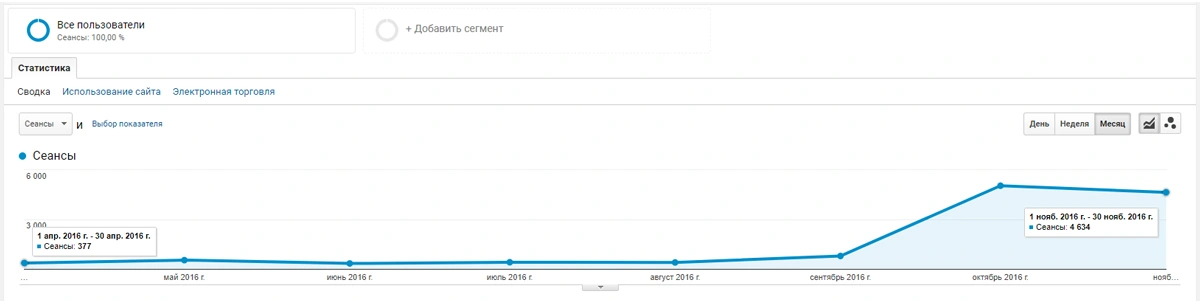 Все пользователи
Сеансы: 100,00 %
+ Добавить сегмент
Статистика
Сводка Использование сайта Электронная торговля
Сеансы и Выбор показателя
День Неделя Месяц
Сеансы
6 000
3 000
1 апр. 2016 г. - 30 апр. 2016 г.
Сеансы: 377
1 нояб. 2016 г. - 30 нояб. 2016 г.
Сеансы: 4 634
... май 2016 г. июнь 2016 г. июль 2016 г. август 2016 г. сентябрь 2016 г. октябрь 2016 г. нояб...